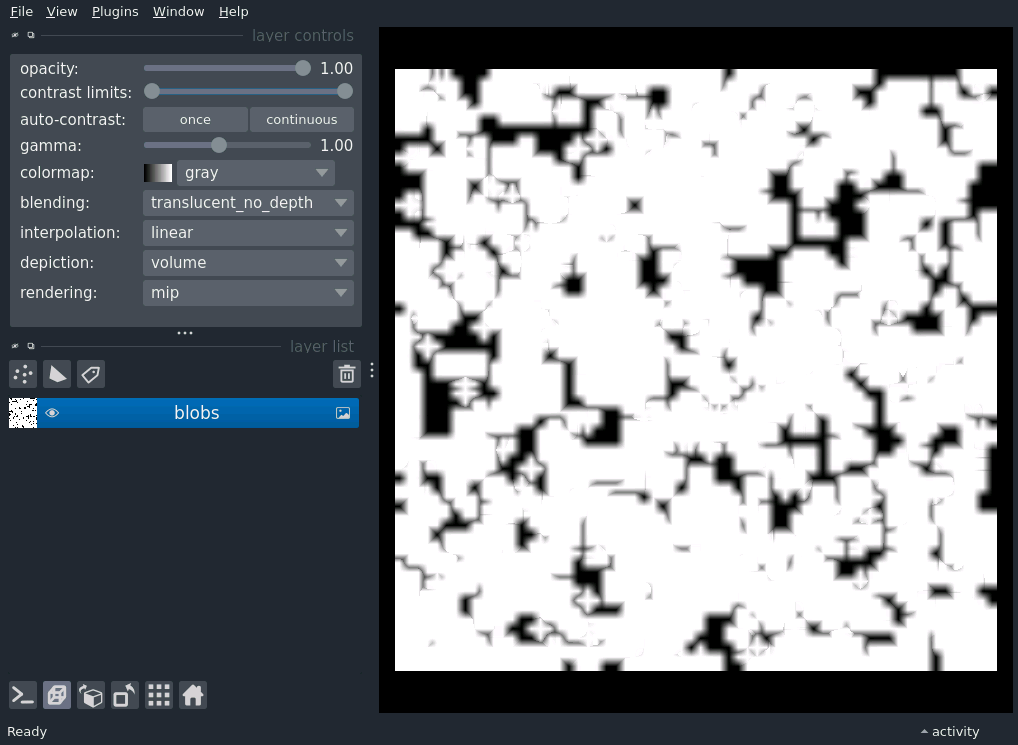 File View Plugins Window Help
layer controls
opacity: 1.00
contrast limits:
auto-contrast: once continuous
gamma: 1.00
colormap: gray
blending: translucent_no_depth
interpolation: linear
depiction: volume
rendering: mip
layer list
blobs
Ready activity